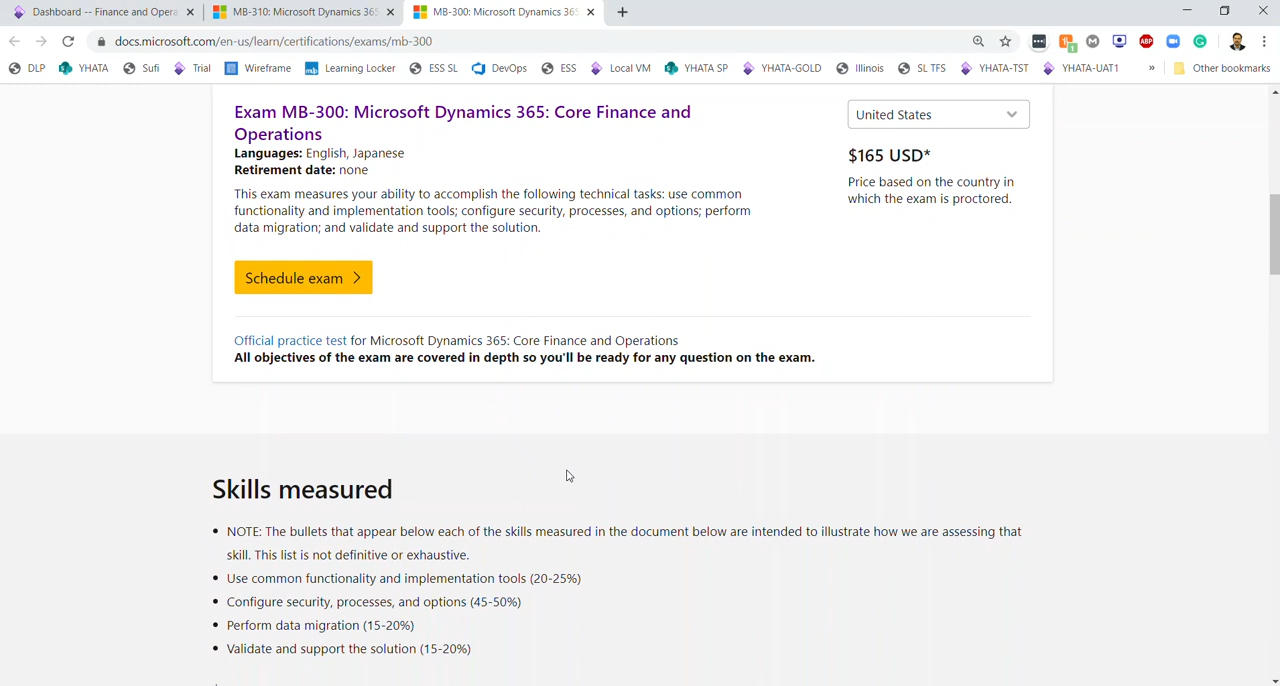 Dashboard -- Finance and Opera
MB-310: Microsoft Dynamics 365
MB-300: Microsoft Dynamics 365
docs.microsoft.com/en-us/learn/certifications/exams/mb-300
ABP
1
DLP
YHATA
Sufi
Trial
Wireframe
mlp
Learning Locker
ESS SL
DevOps
ESS
Local VM
YHATA SP
YHATA-GOLD
Illinois
SL TFS
YHATA-TST
YHATA-UAT1
»
Other bookmarks
Exam MB-300: Microsoft Dynamics 365: Core Finance and
Operations
Languages: English, Japanese
Retirement date: none
This exam measures your ability to accomplish the following technical tasks: use common
functionality and implementation tools; configure security, processes, and options; perform
data migration; and validate and support the solution.
United States
$165 USD*
Price based on the country in
which the exam is proctored.
Schedule exam
Official practice test for Microsoft Dynamics 365: Core Finance and Operations
All objectives of the exam are covered in depth so you'll be ready for any question on the exam.
Skills measured
• NOTE: The bullets that appear below each of the skills measured in the document below are intended to illustrate how we are assessing that
skill. This list is not definitive or exhaustive.
• Use common functionality and implementation tools (20-25%)
• Configure security, processes, and options (45-50%)
• Perform data migration (15-20%)
• Validate and support the solution (15-20%)